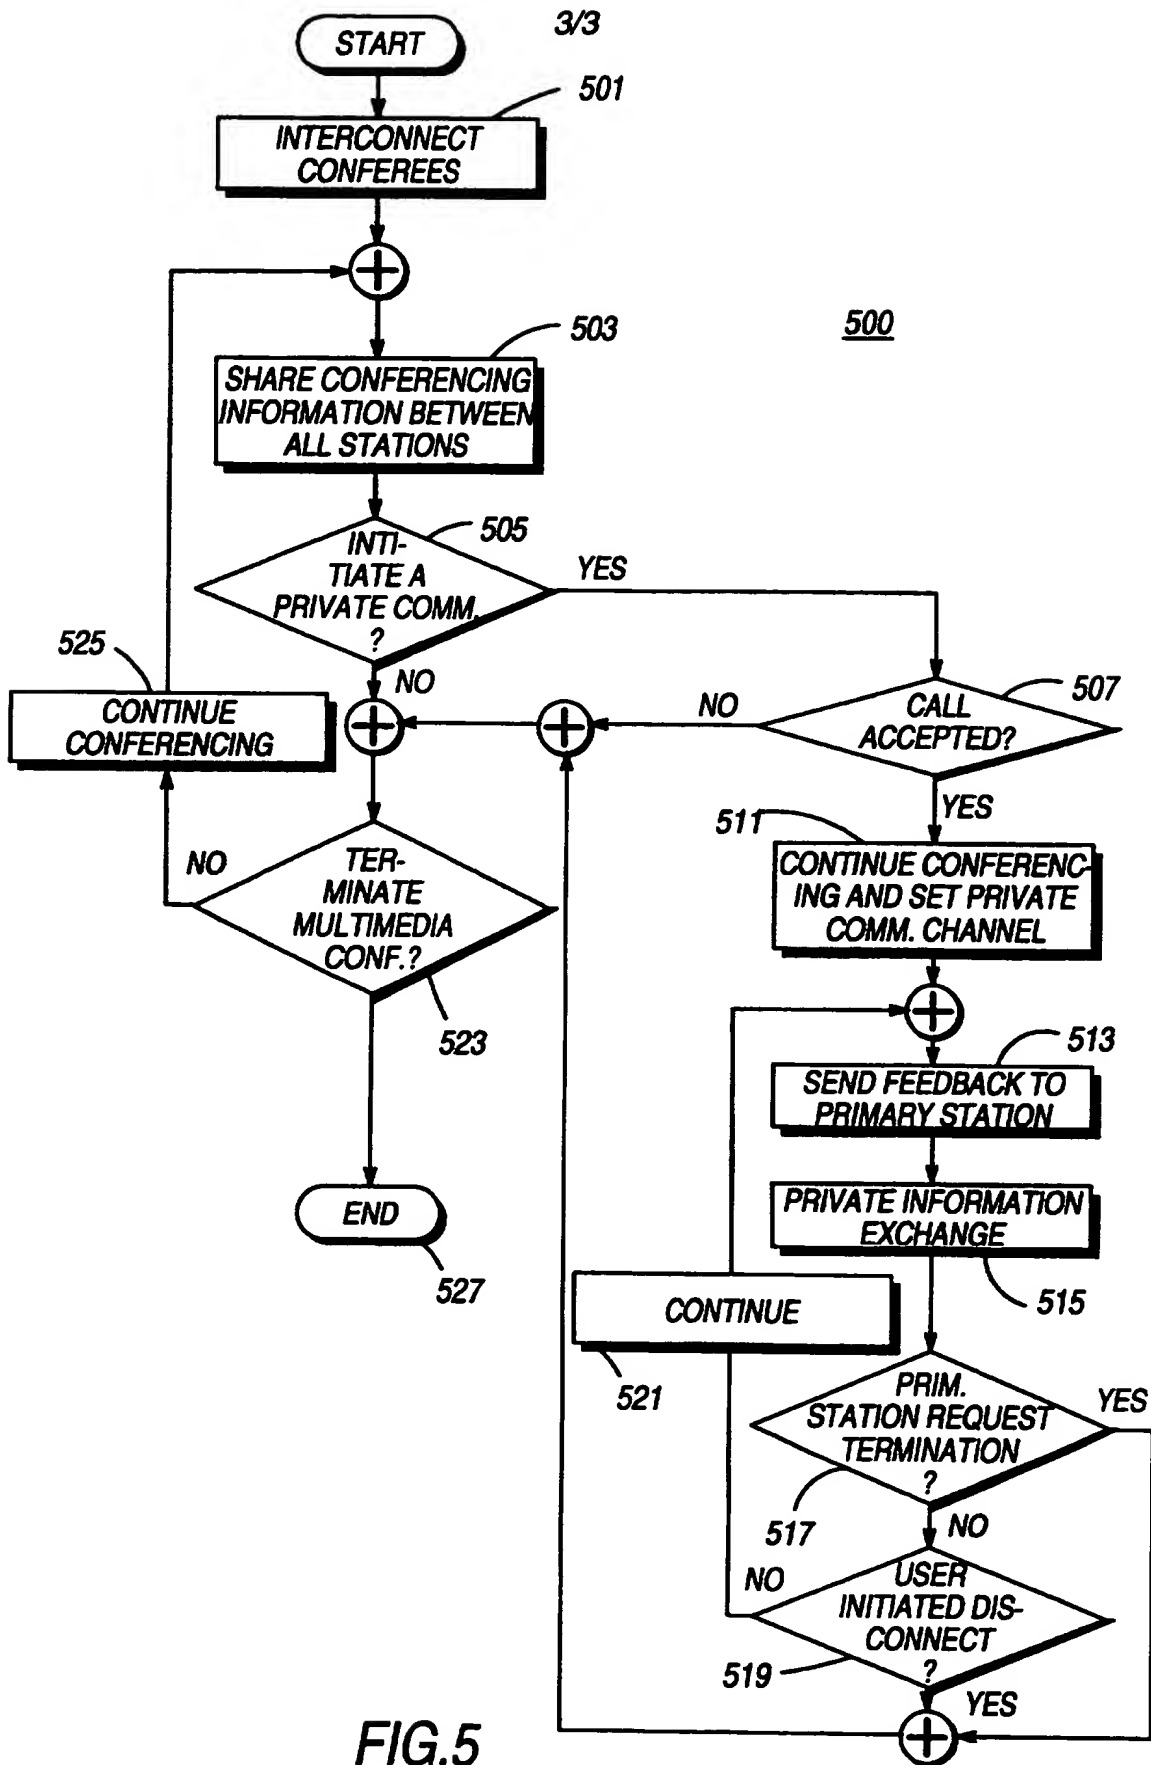 3/3
START
501
INTERCONNECT
CONFEREES
503
500
SHARE CONFERENCING
INFORMATION BETWEEN
ALL STATIONS
505
INTI-
TIATE A
PRIVATE COMM.
?
YES
NO
525
CONTINUE
CONFERENCING
507
CALL
ACCEPTED?
NO
YES
511
CONTINUE CONFERENC-
ING AND SET PRIVATE
COMM. CHANNEL
NO
TER-
MINATE
MULTIMEDIA
CONF.?
523
513
SEND FEEDBACK TO
PRIMARY STATION
END
527
PRIVATE INFORMATION
EXCHANGE
515
CONTINUE
521
PRIM.
STATION REQUEST
TERMINATION
?
YES
517
NO
NO
USER
INITIATED DIS-
CONNECT
?
519
YES
FIG.5